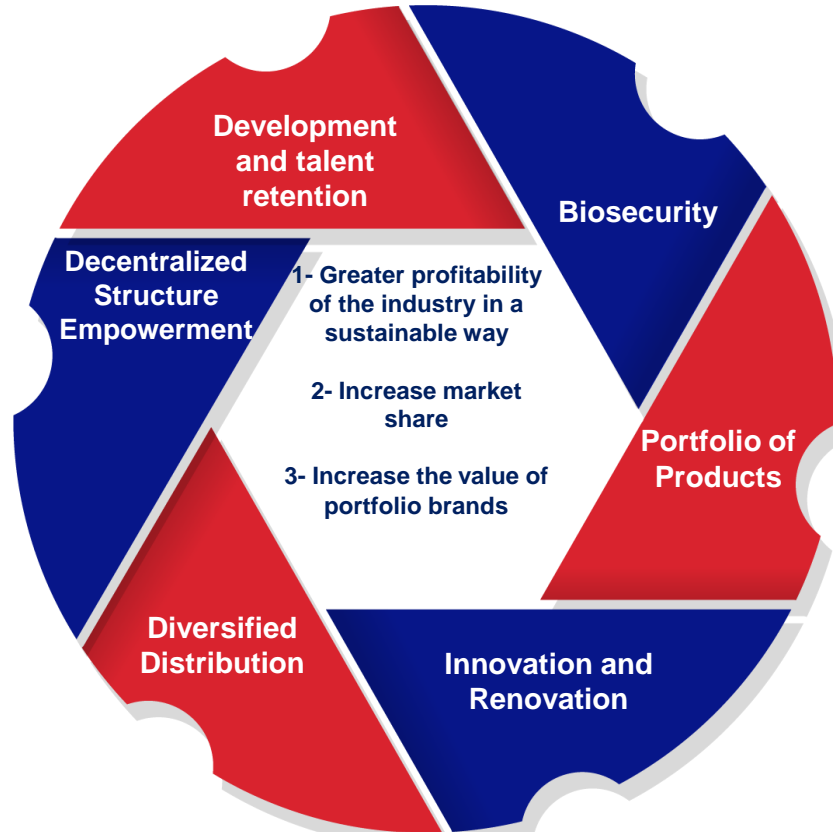 Development
and talent
retention
Biosecurity
Decentralized
Structure
Empowerment
1- Greater profitability
of the industry in a
sustainable way
2- Increase market
share
3- Increase the value of
portfolio brands
Portfolio of
Products
Diversified
Distribution
Innovation and
Renovation